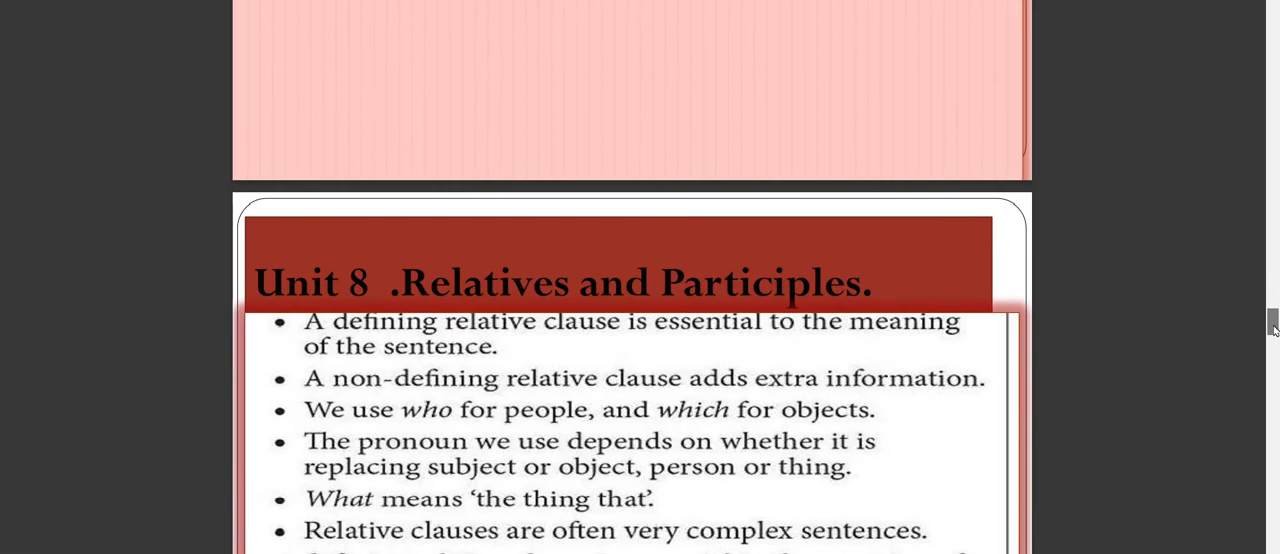 Unit 8 .Relatives and Participles.
• A defining relative clause is essential to the meaning
of the sentence.
• A non-defining relative clause adds extra information.
• We use who for people, and which for objects.
• The pronoun we use depends on whether it is
replacing subject or object, person or thing.
• What means ‘the thing that’.
• Relative clauses are often very complex sentences.